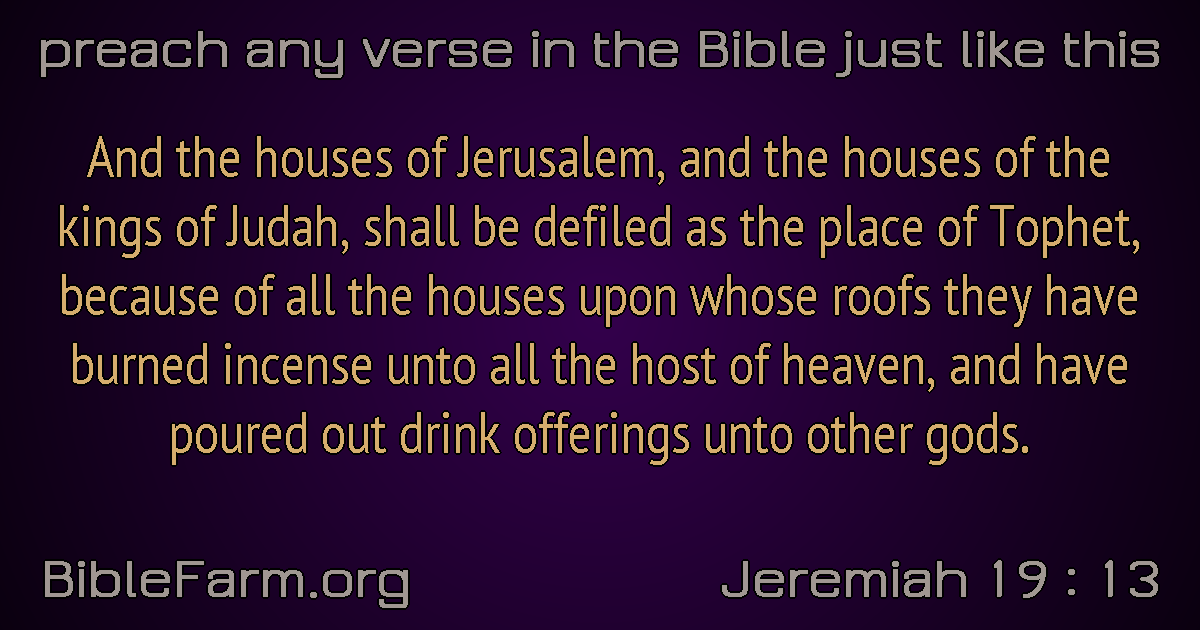 preach any verse in the Bible just like this
And the houses of Jerusalem, and the houses of the
kings of Judah, shall be defiled as the place of Tophet,
because of all the houses upon whose roofs they have
burned incense unto all the host of heaven, and have
poured out drink offerings unto other gods.
BibleFarm.org
Jeremiah 19 : 13